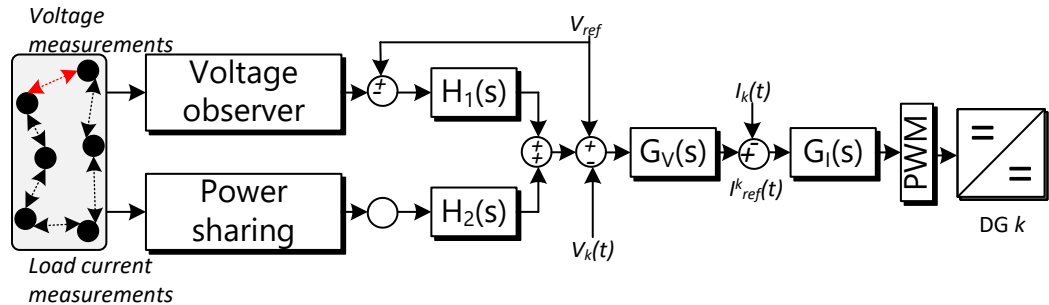 Voltage
measurements
V_ref
Voltage
observer
±
H₁(s)
I_k(t)
+
+
+
+
−
G_V(s)
+
−
G_I(s)
PWM
=
=
I^k_ref(t)
Power
sharing
H₂(s)
V_k(t)
DG k
Load current
measurements